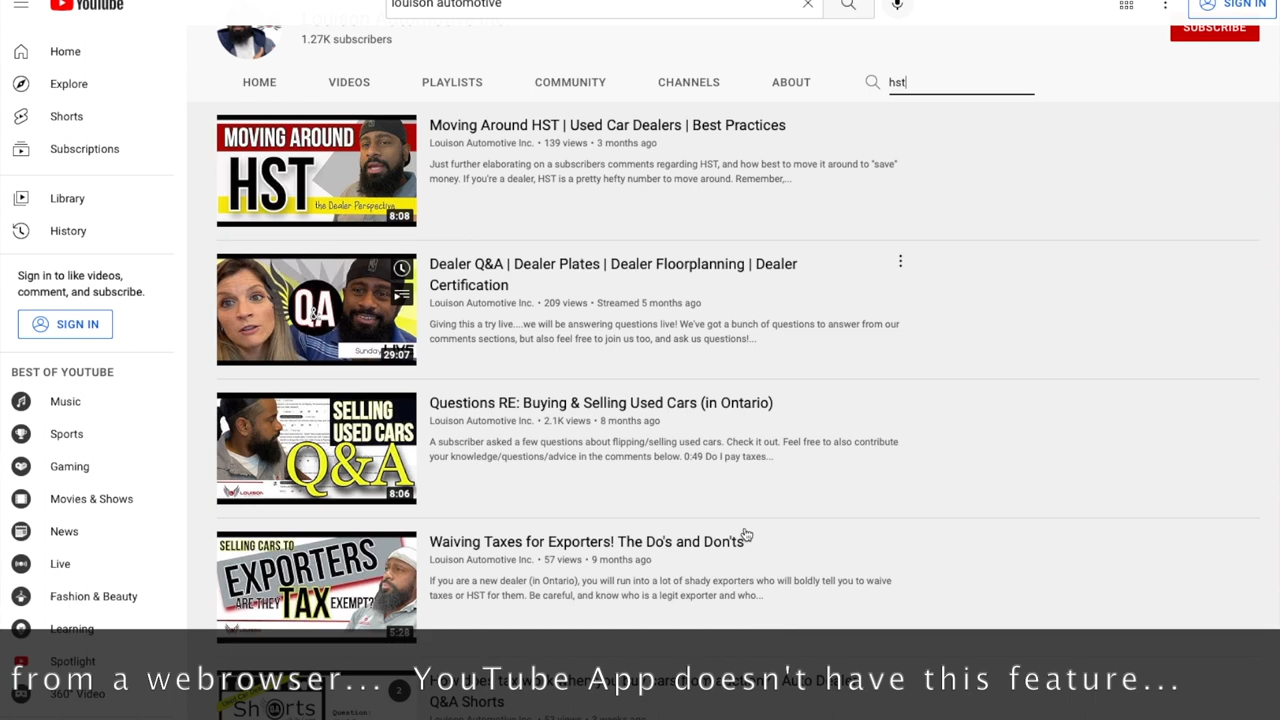 YouTube
louison automotive
SIGN IN
1.27K subscribers
SUBSCRIBE
Home
Explore
Shorts
Subscriptions
Library
History
Sign in to like videos,
comment, and subscribe.
SIGN IN
BEST OF YOUTUBE
Music
Sports
Gaming
Movies & Shows
News
Live
Fashion & Beauty
Learning
Spotlight
360° Video
HOME
VIDEOS
PLAYLISTS
COMMUNITY
CHANNELS
ABOUT
hst
MOVING AROUND
HST
the Dealer Perspective
8:08
Moving Around HST | Used Car Dealers | Best Practices
Louison Automotive Inc. • 139 views • 3 months ago
Just further elaborating on a subscribers comments regarding HST, and how best to move it around to "save"
money. If you're a dealer, HST is a pretty hefty number to move around. Remember,...
Q&A
Sunday LIVE
29:07
Dealer Q&A | Dealer Plates | Dealer Floorplanning | Dealer
Certification
Louison Automotive Inc. • 209 views • Streamed 5 months ago
Giving this a try live....we will be answering questions live! We've got a bunch of questions to answer from our
comments sections, but also feel free to join us too, and ask us questions!...
SELLING
USED CARS
Q&A
LOUISON
8:06
Questions RE: Buying & Selling Used Cars (in Ontario)
Louison Automotive Inc. • 2.1K views • 8 months ago
A subscriber asked a few questions about flipping/selling used cars. Check it out. Feel free to also contribute
your knowledge/questions/advice in the comments below. 0:49 Do I pay taxes...
SELLING CARS TO
EXPORTERS
ARE THEY TAX EXEMPT?
LOUISON
5:28
Waiving Taxes for Exporters! The Do's and Don'ts
Louison Automotive Inc. • 57 views • 9 months ago
If you are a new dealer (in Ontario), you will run into a lot of shady exporters who will boldly tell you to waive
taxes or HST for them. Be careful, and know who is a legit exporter and who...
Shorts
Question:
2
Q&A Shorts
from a webrowser... YouTube App doesn't have this feature...